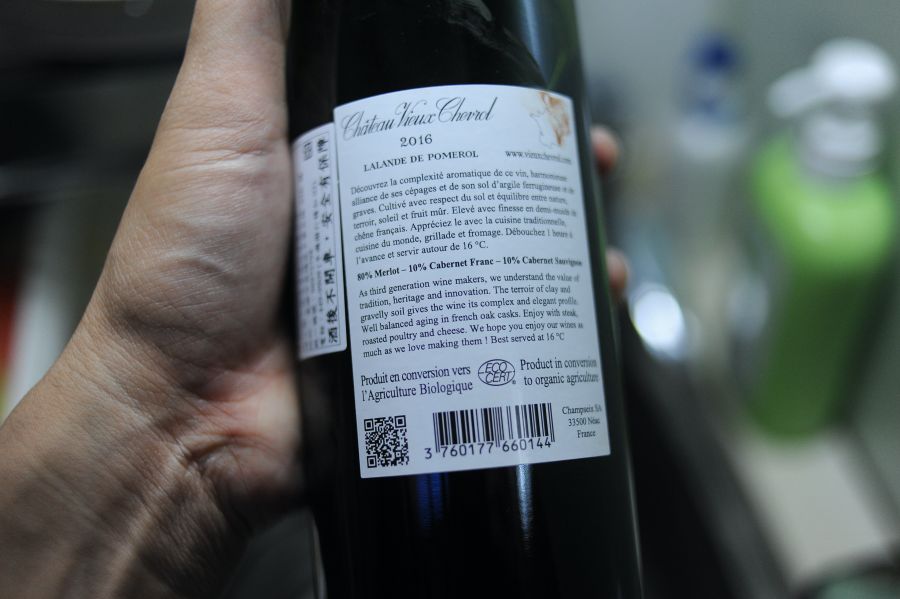 Château Vieux Chevrol
2016
LALANDE DE POMEROL
www.vieuxchevrol.com
Découvrez la complexité aromatique de ce vin, harmonieuse
alliance de ses cépages et de son sol d'argile ferrugineuse et de
graves. Cultivé avec respect du sol et équilibre entre nature,
terroir, soleil et fruit mûr. Elevé avec finesse en demi-muids de
chêne français. Appréciez le avec la cuisine traditionnelle,
cuisine du monde, grillade et fromage. Débouchez 1 heure à
l'avance et servir autour de 16 °C.
80% Merlot – 10% Cabernet Franc – 10% Cabernet Sauvignon
As third generation wine makers, we understand the value of
tradition, heritage and innovation. The terroir of clay and
gravelly soil gives the wine its complex and elegant profile.
Well balanced aging in french oak casks. Enjoy with steak,
roasted poultry and cheese. We hope you enjoy our wines as
much as we love making them ! Best served at 16 °C
Produit en conversion vers
l'Agriculture Biologique
ECO
CERT
Product in conversion
to organic agriculture
3 760177 660144
Champseix SA
33500 Néac
France
酒後不開車，安全有保障